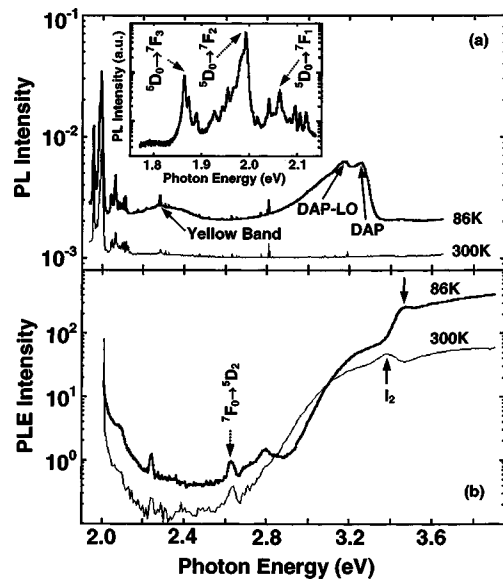 10⁻¹
10⁻²
10⁻³
PL Intensity
(a)
PL Intensity (a.u.)
⁵D₀→⁷F₃
⁵D₀→⁷F₂
⁵D₀→⁷F₁
1.8 1.9 2.0 2.1
Photon Energy (eV)
DAP-LO
DAP
Yellow Band
86K
300K
10²
10¹
10⁰
PLE Intensity
86K
300K
⁷F₀→⁵D₂
I₂
(b)
2.0 2.4 2.8 3.2 3.6
Photon Energy (eV)